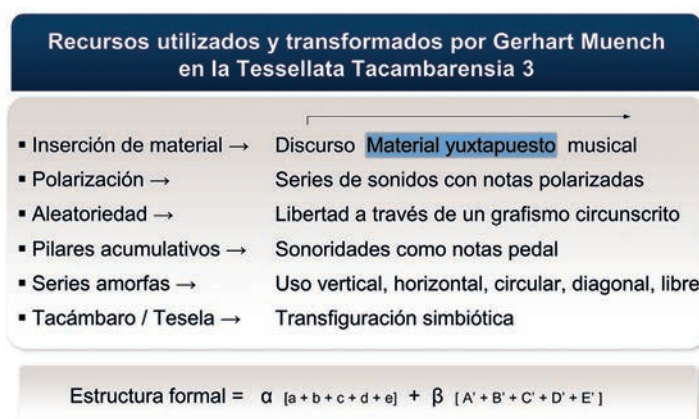 Recursos utilizados y transformados por Gerhart Muench
en la Tessellata Tacambarensia 3
▪ Inserción de material → Discurso Material yuxtapuesto musical
▪ Polarización → Series de sonidos con notas polarizadas
▪ Aleatoriedad → Libertad a través de un grafismo circunscrito
▪ Pilares acumulativos → Sonoridades como notas pedal
▪ Series amorfas → Uso vertical, horizontal, circular, diagonal, libre
▪ Tacámbaro / Tesela → Transfiguración simbiótica
Estructura formal = α [a + b + c + d + e] + β [ A' + B' + C' + D' + E' ]